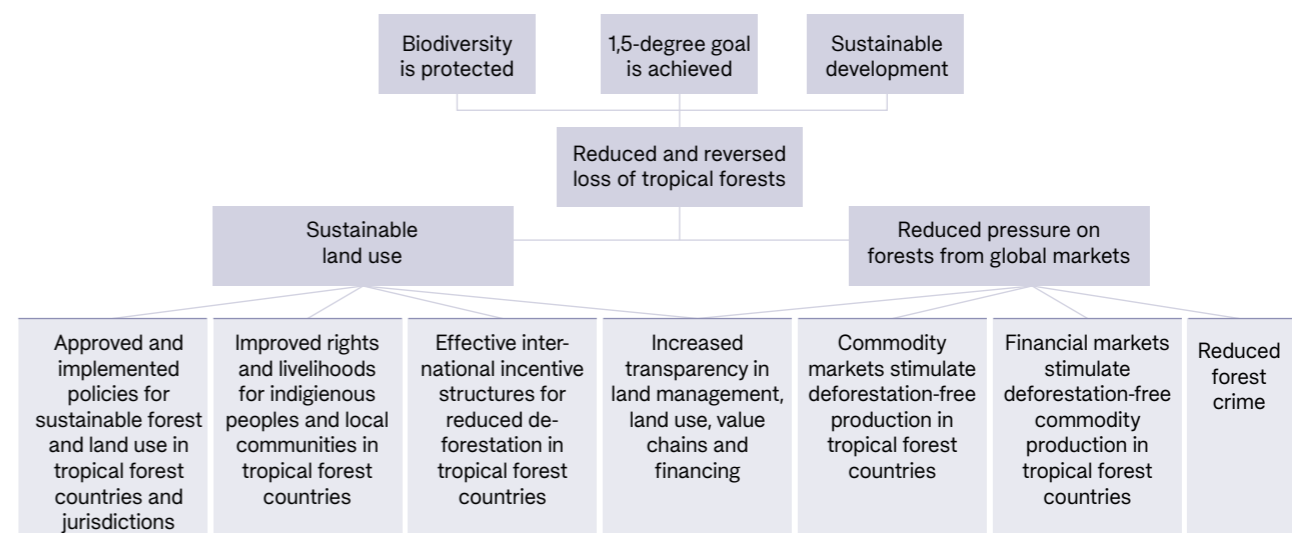 Biodiversity
is protected
1,5-degree goal
is achieved
Sustainable
development
Reduced and reversed
loss of tropical forests
Sustainable
land use
Reduced pressure on
forests from global markets
Approved and
implemented
policies for
sustainable forest
and land use in
tropical forest
countries and
jurisdictions
Improved rights
and livelihoods
for indigenous
peoples and local
communities in
tropical forest
countries
Effective inter-
national incentive
structures for
reduced de-
forestation in
tropical forest
countries
Increased
transparency in
land management,
land use, value
chains and
financing
Commodity
markets stimulate
deforestation-free
production in
tropical forest
countries
Financial markets
stimulate
deforestation-free
commodity
production in
tropical forest
countries
Reduced
forest
crime